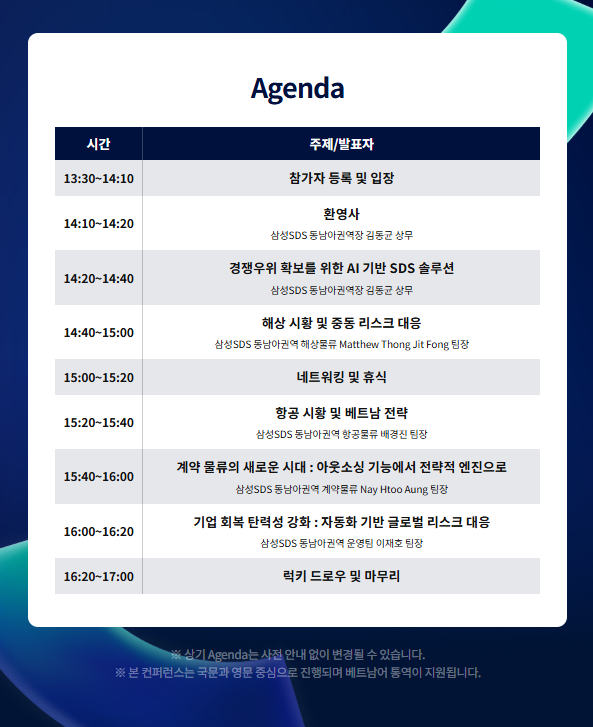 Agenda
시간 주제/발표자
13:30~14:10 참가자 등록 및 입장
14:10~14:20 환영사
삼성SDS 동남아권역장 김동균 상무
14:20~14:40 경쟁우위 확보를 위한 AI 기반 SDS 솔루션
삼성SDS 동남아권역장 김동균 상무
14:40~15:00 해상 시황 및 중동 리스크 대응
삼성SDS 동남아권역 해상물류 Matthew Thong Jit Fong 팀장
15:00~15:20 네트워킹 및 휴식
15:20~15:40 항공 시황 및 베트남 전략
삼성SDS 동남아권역 항공물류 배경진 팀장
15:40~16:00 계약 물류의 새로운 시대 : 아웃소싱 기능에서 전략적 엔진으로
삼성SDS 동남아권역 계약물류 Nay Htoo Aung 팀장
16:00~16:20 기업 회복 탄력성 강화 : 자동화 기반 글로벌 리스크 대응
삼성SDS 동남아권역 운영팀 이재호 팀장
16:20~17:00 럭키 드로우 및 마무리
※ 상기 Agenda는 사전 안내 없이 변경될 수 있습니다.
※ 본 컨퍼런스는 국문과 영문 중심으로 진행되며 베트남어 통역이 지원됩니다.